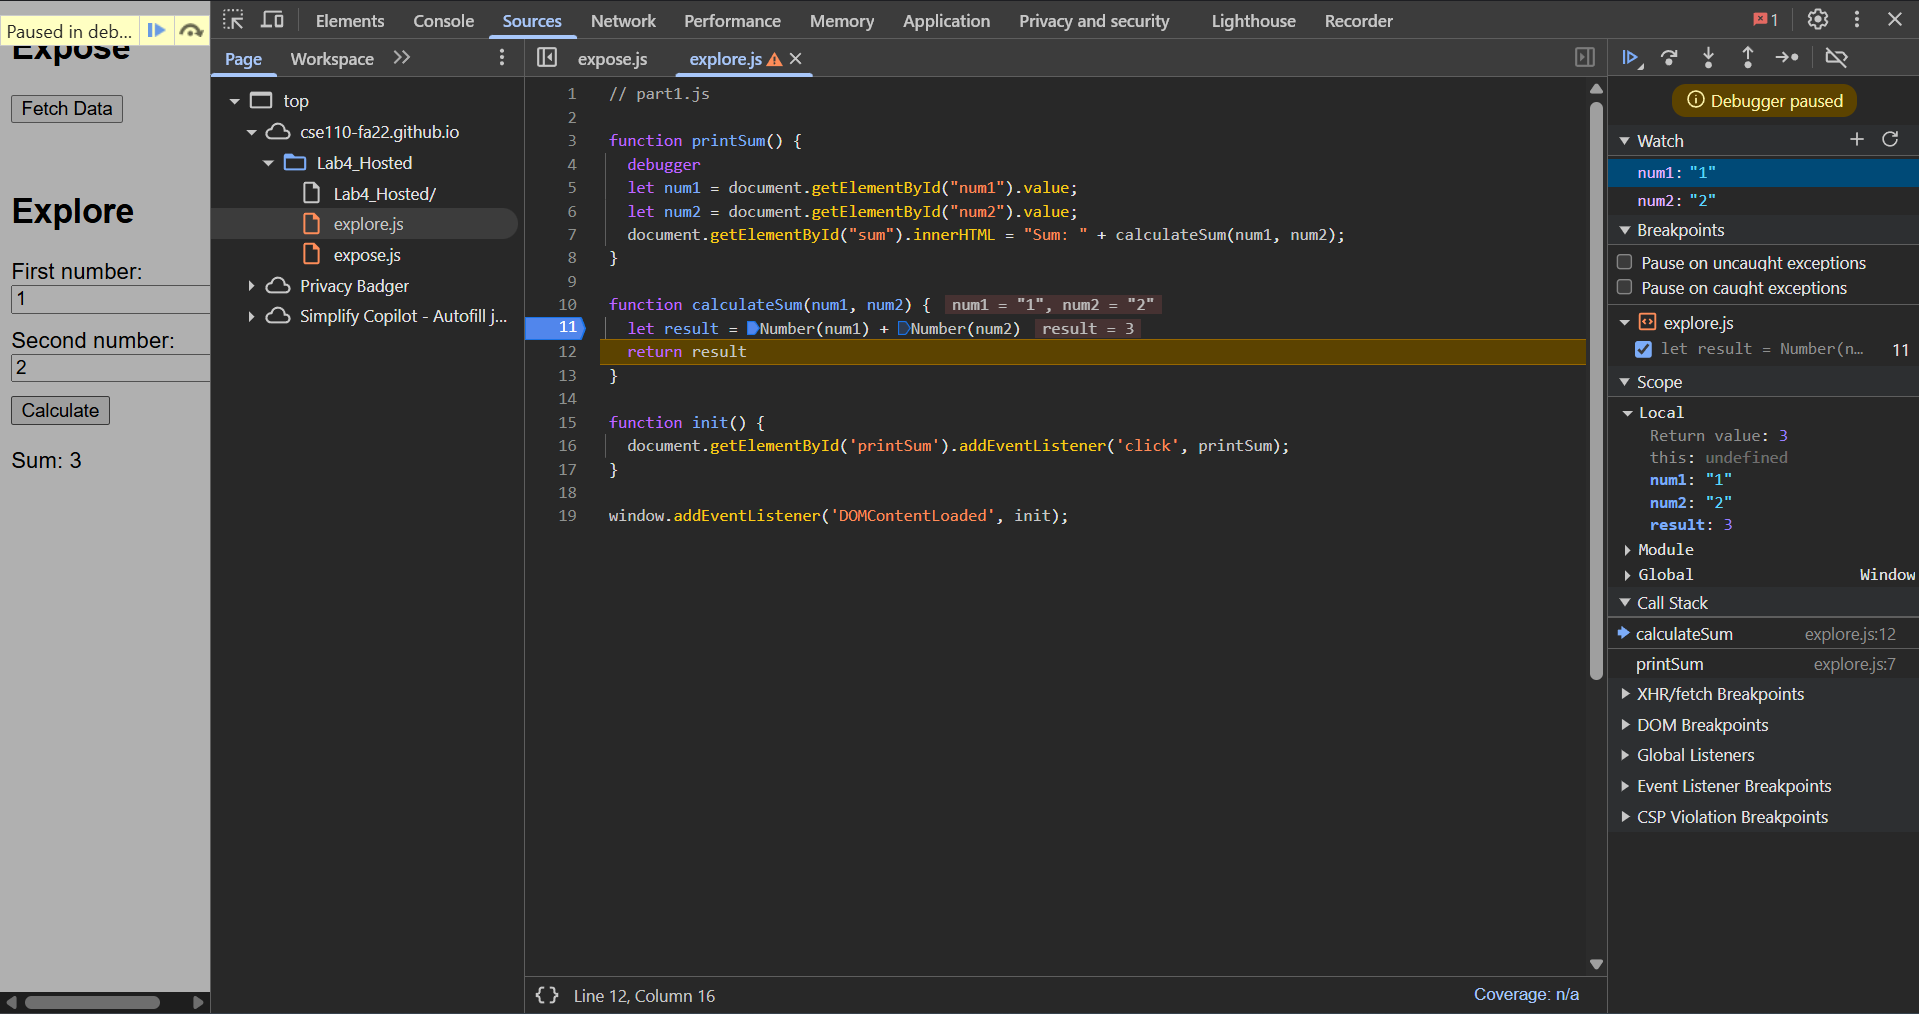 Paused in deb...
Expose
Fetch Data
Explore
First number:
1
Second number:
2
Calculate
Sum: 3
Elements Console Sources Network Performance Memory Application Privacy and security Lighthouse Recorder 1
Page Workspace
top
cse110-fa22.github.io
Lab4_Hosted
Lab4_Hosted/
explore.js
expose.js
Privacy Badger
Simplify Copilot - Autofill j...
expose.js explore.js
1 // part1.js
2
3 function printSum() {
4 debugger
5 let num1 = document.getElementById("num1").value;
6 let num2 = document.getElementById("num2").value;
7 document.getElementById("sum").innerHTML = "Sum: " + calculateSum(num1, num2);
8 }
9
10 function calculateSum(num1, num2) { num1 = "1", num2 = "2"
11 let result = Number(num1) + Number(num2) result = 3
12 return result
13 }
14
15 function init() {
16 document.getElementById('printSum').addEventListener('click', printSum);
17 }
18
19 window.addEventListener('DOMContentLoaded', init);
{} Line 12, Column 16 Coverage: n/a
Debugger paused
Watch
num1: "1"
num2: "2"
Breakpoints
Pause on uncaught exceptions
Pause on caught exceptions
explore.js
let result = Number(n... 11
Scope
Local
Return value: 3
this: undefined
num1: "1"
num2: "2"
result: 3
Module
Global Window
Call Stack
calculateSum explore.js:12
printSum explore.js:7
XHR/fetch Breakpoints
DOM Breakpoints
Global Listeners
Event Listener Breakpoints
CSP Violation Breakpoints